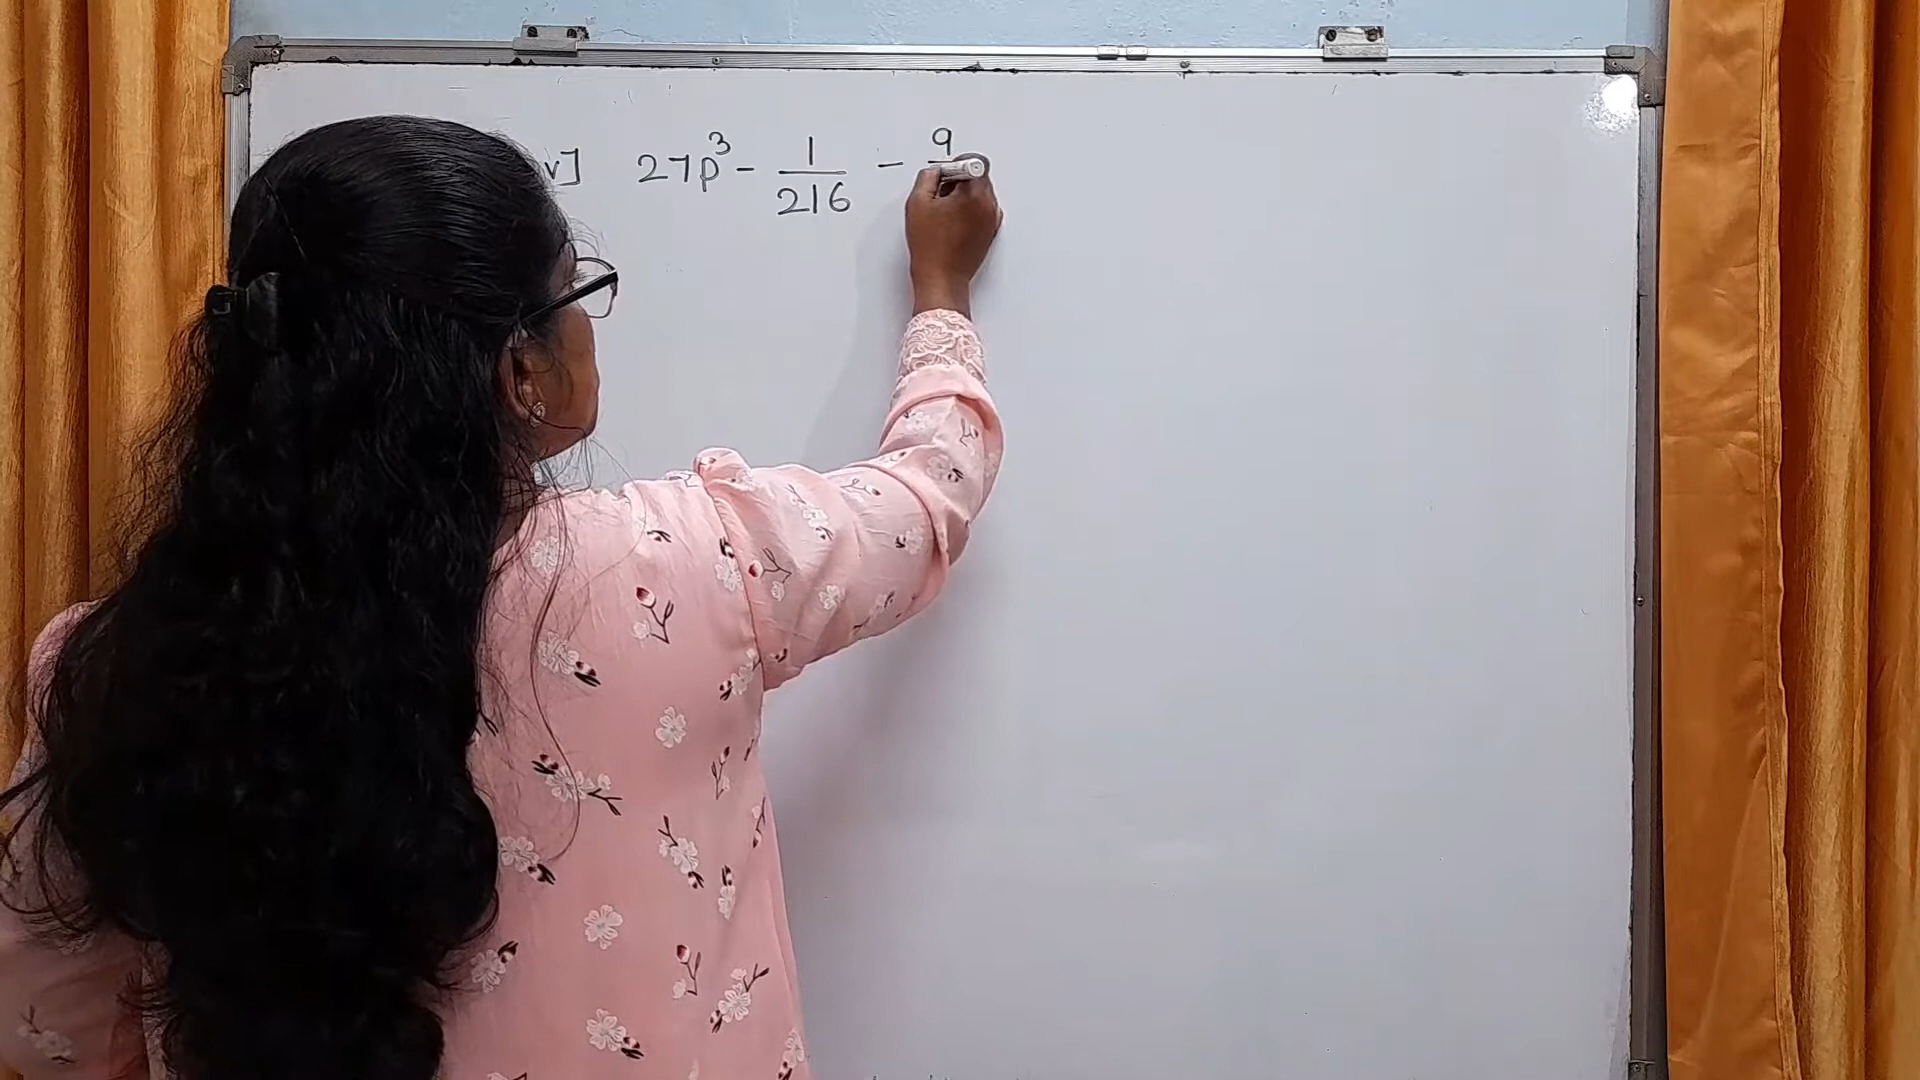 v] 27p³ - 1/216 - 9